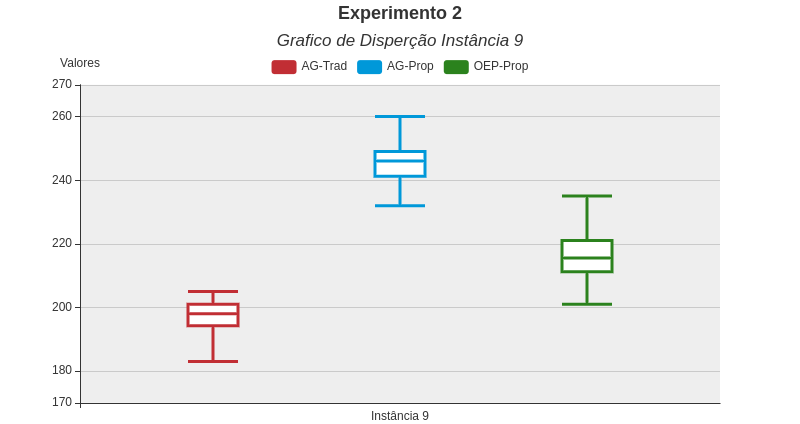 Experimento 2
Grafico de Disperção Instância 9
Valores
AG-Trad AG-Prop OEP-Prop
270
260
240
220
200
180
170
Instância 9